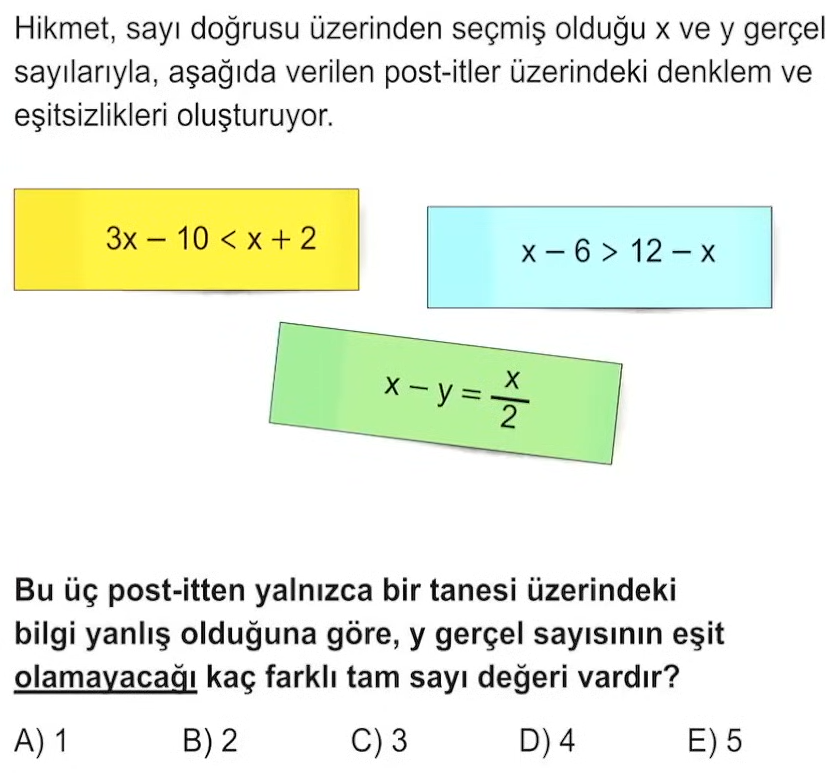 Hikmet, sayı doğrusu üzerinden seçmiş olduğu x ve y gerçel
sayılarıyla, aşağıda verilen post-itler üzerindeki denklem ve
eşitsizlikleri oluşturuyor.
3x – 10 < x + 2
x – 6 > 12 – x
x – y = x/2
Bu üç post-itten yalnızca bir tanesi üzerindeki
bilgi yanlış olduğuna göre, y gerçel sayısının eşit
olamayacağı kaç farklı tam sayı değeri vardır?
A) 1 B) 2 C) 3 D) 4 E) 5